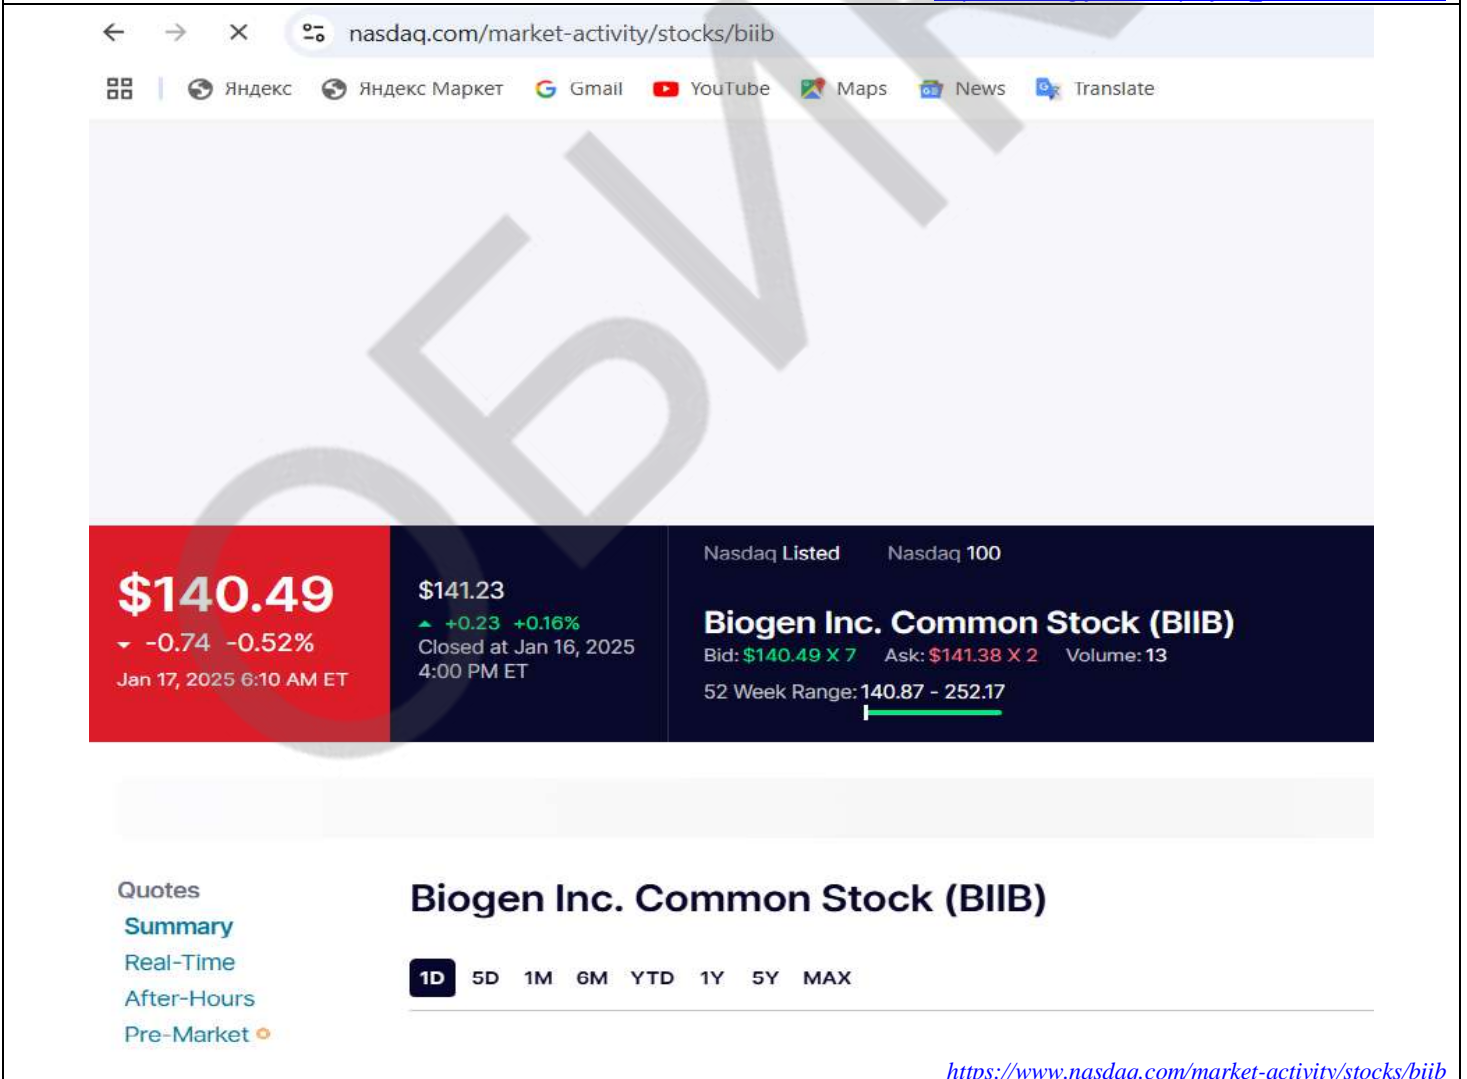 nasdaq.com/market-activity/stocks/biib
Яндекс Яндекс Маркет Gmail YouTube Maps News Translate
ОБИ
Nasdaq Listed Nasdaq 100
$140.49
-0.74 -0.52%
Jan 17, 2025 6:10 AM ET
$141.23
+0.23 +0.16%
Closed at Jan 16, 2025
4:00 PM ET
Biogen Inc. Common Stock (BIIB)
Bid: $140.49 X 7 Ask: $141.38 X 2 Volume: 13
52 Week Range: 140.87 - 252.17
Quotes
Summary
Real-Time
After-Hours
Pre-Market
Biogen Inc. Common Stock (BIIB)
1D 5D 1M 6M YTD 1Y 5Y MAX
https://www.nasdaq.com/market-activity/stocks/biib